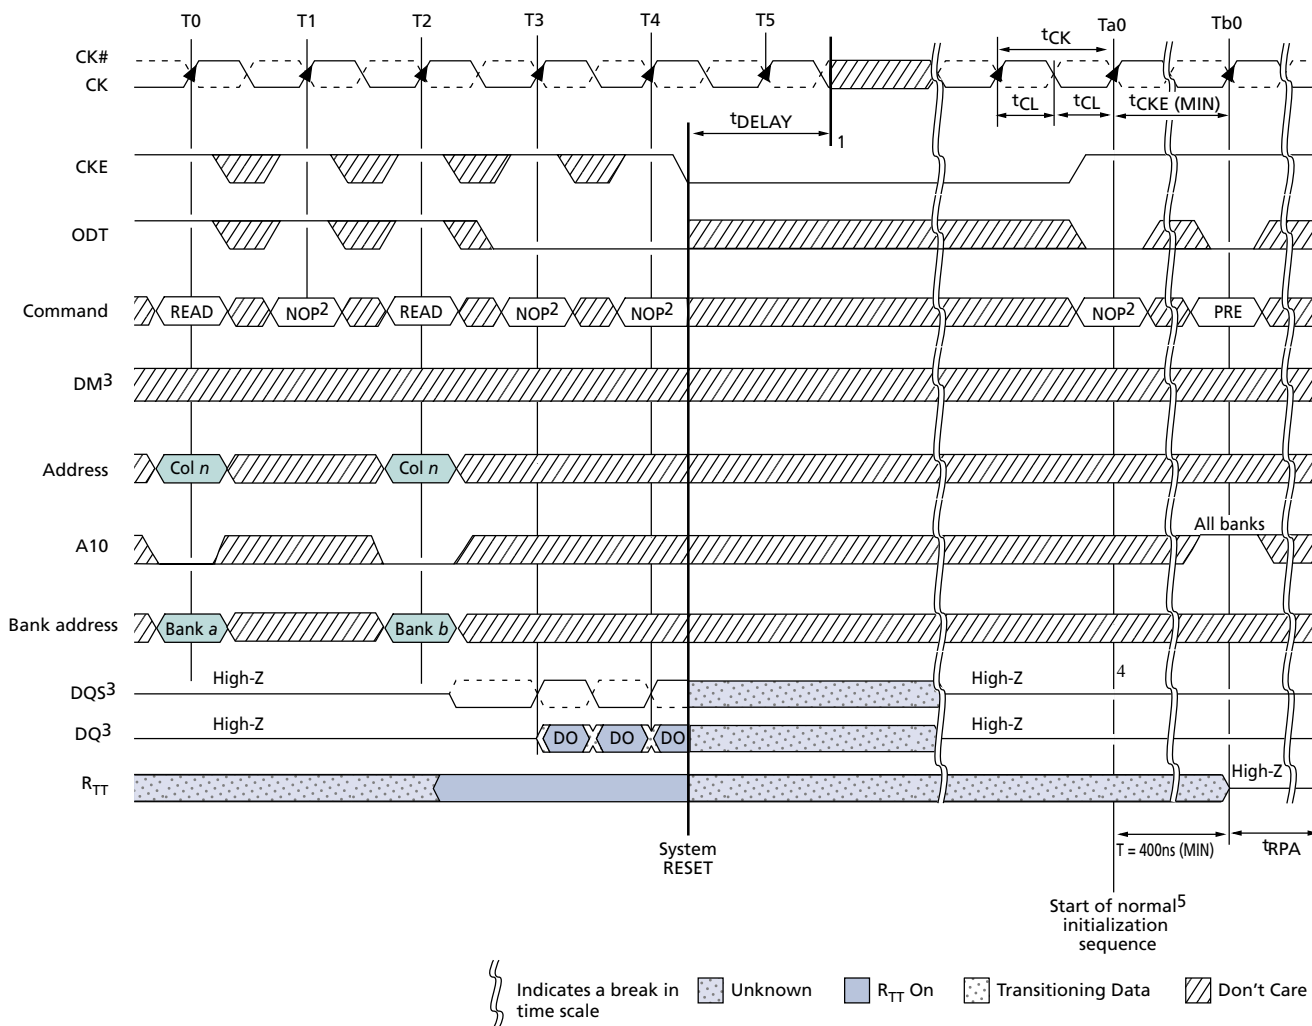 T0 T1 T2 T3 T4 T5 Ta0 Tb0
tCK
CK#
CK
tCL tCL tCKE (MIN)
tDELAY
1
CKE
ODT
Command READ NOP2 READ NOP2 NOP2 NOP2 PRE
DM3
Address Col n Col n
All banks
A10
Bank address Bank a Bank b
DQS3 High-Z High-Z 4
DQ3 High-Z DO DO DO High-Z
RTT High-Z
System
RESET
T = 400ns (MIN) tRPA
Start of normal5
initialization
sequence
Indicates a break in
time scale
Unknown
RTT On
Transitioning Data
Don't Care